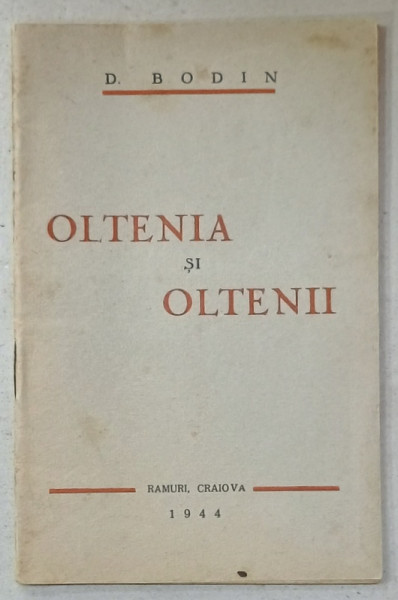 D. BODIN
OLTENIA
ȘI
OLTENII
RAMURI, CRAIOVA
1944